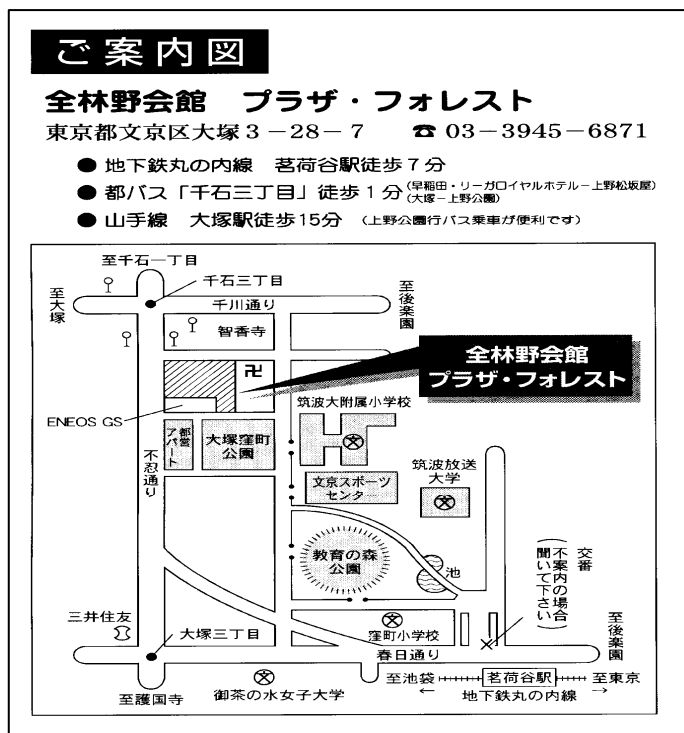 ご案内図
全林野会館 プラザ・フォレスト
東京都文京区大塚3-28-7 ☎ 03-3945-6871
● 地下鉄丸の内線 茗荷谷駅徒歩7分
● 都バス「千石三丁目」徒歩1分(早稲田・リーガロイヤルホテル-上野松坂屋)
(大塚-上野公園)
● 山手線 大塚駅徒歩15分 (上野公園行バス乗車が便利です)
至千石一丁目
千石三丁目
至大塚
千川通り
至後楽園
智香寺
卍
全林野会館
プラザ・フォレスト
ENEOS GS
筑波大附属小学校
都営
アパート
大塚窪町
公園
不忍通り
文京スポーツ
センター
筑波放送
大学
教育の森
公園
池
交番
(不案内の場合
聞いて下さい)
三井住友
大塚三丁目
窪町小学校
春日通り
至後楽園
至護国寺
御茶の水女子大学
至池袋
茗荷谷駅
至東京
地下鉄丸の内線